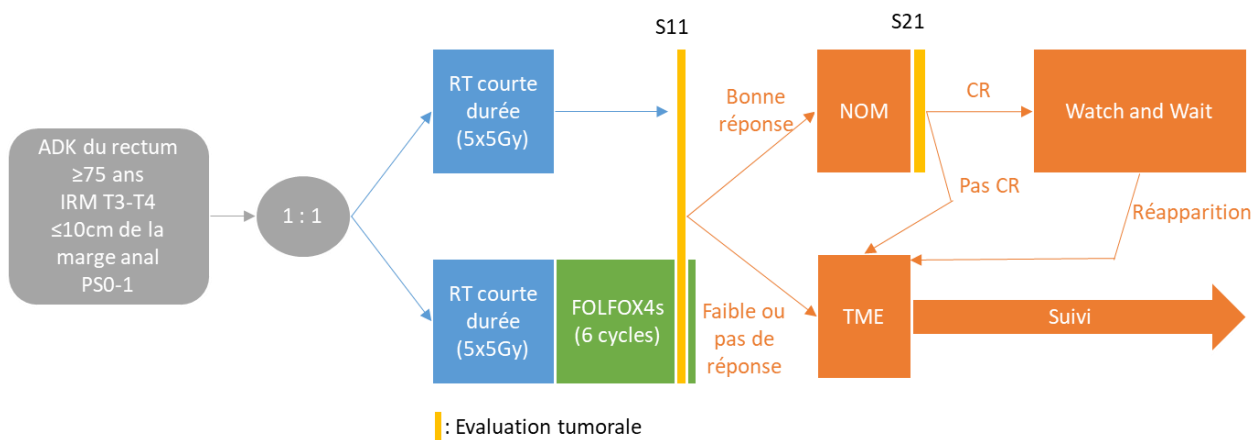 S11
S21
ADK du rectum
≥75 ans
IRM T3-T4
≤10cm de la
marge anal
PS0-1
1 : 1
RT courte
durée
(5x5Gy)
RT courte
durée
(5x5Gy)
FOLFOX4s
(6 cycles)
Bonne
réponse
Faible ou
pas de
réponse
NOM
CR
Pas CR
Watch and Wait
Réapparition
TME
Suivi
: Evaluation tumorale